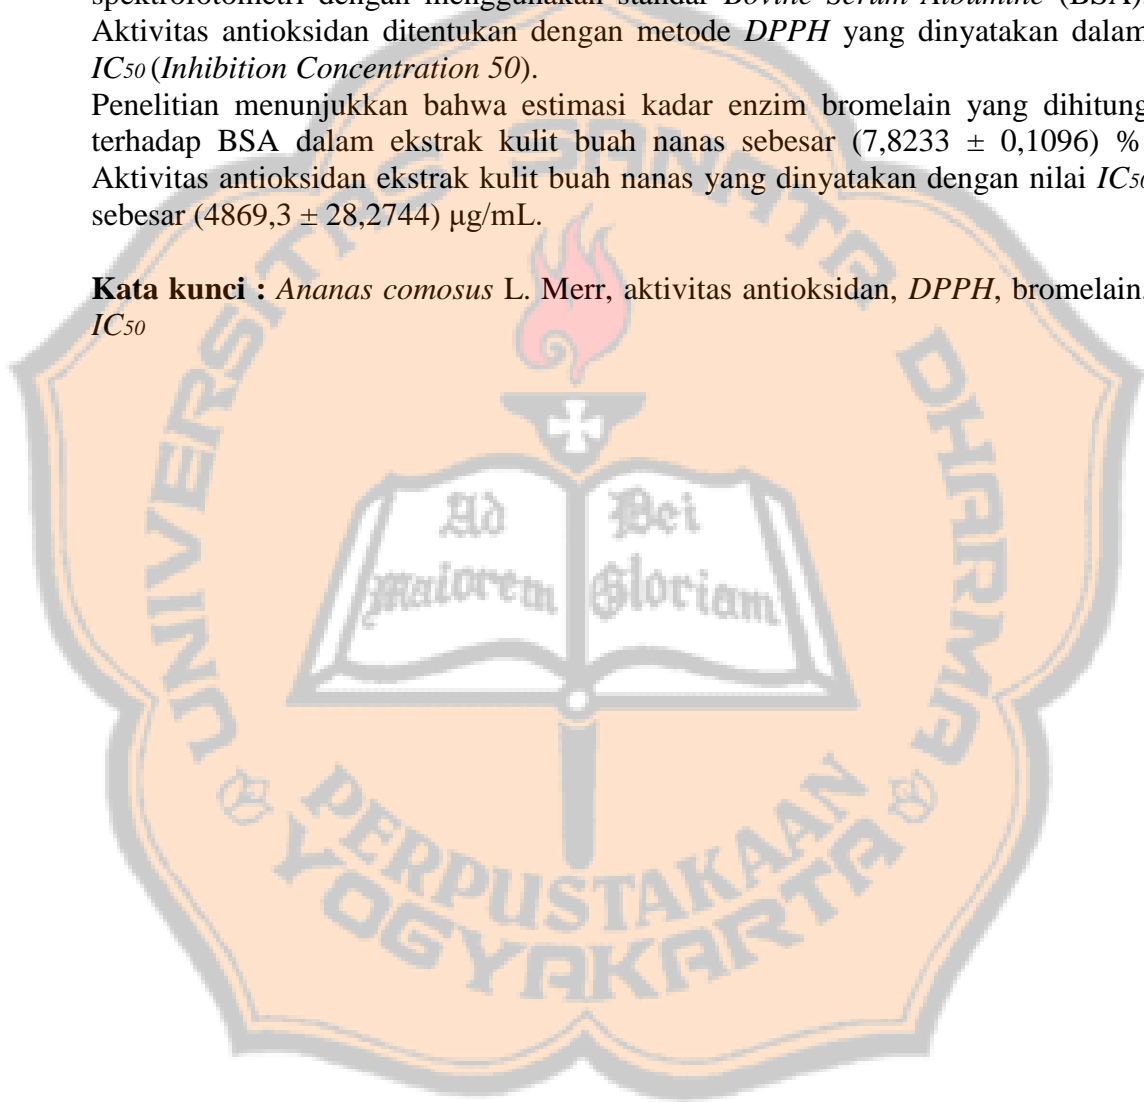 spektrofotometri dengan menggunakan standar Bovine Serum Albumine (BSA).
Aktivitas antioksidan ditentukan dengan metode DPPH yang dinyatakan dalam
IC50 (Inhibition Concentration 50).
Penelitian menunjukkan bahwa estimasi kadar enzim bromelain yang dihitung
terhadap BSA dalam ekstrak kulit buah nanas sebesar (7,8233 ± 0,1096) %
Aktivitas antioksidan ekstrak kulit buah nanas yang dinyatakan dengan nilai IC50
sebesar (4869,3 ± 28,2744) μg/mL.
Kata kunci : Ananas comosus L. Merr, aktivitas antioksidan, DPPH, bromelain,
IC50
UNIVERSITAS SANATA DHARMA
Ad Dei
maiorem Gloriam
PERPUSTAKAAN
YOGYAKARTA